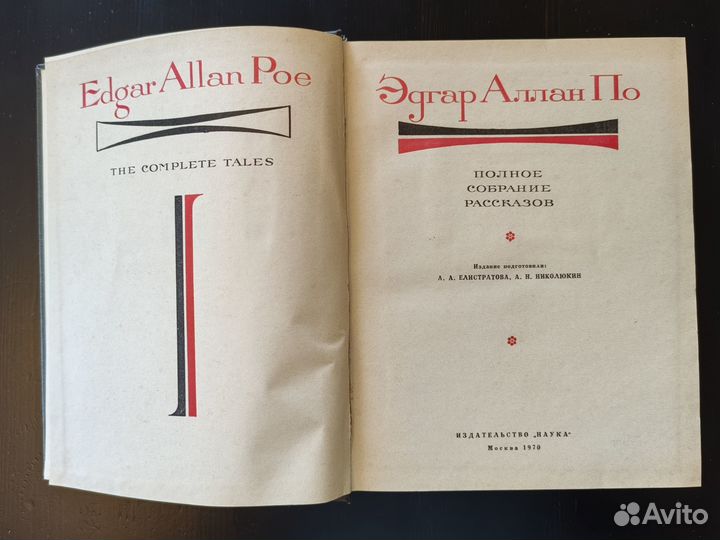 Edgar Allan Poe
THE COMPLETE TALES
Эдгар Аллан По
ПОЛНОЕ
СОБРАНИЕ
РАССКАЗОВ
Издание подготовили:
А. А. ЕЛИСТРАТОВА, А. Н. НИКОЛЮКИН
ИЗДАТЕЛЬСТВО „НАУКА“
Москва 1970
Avito